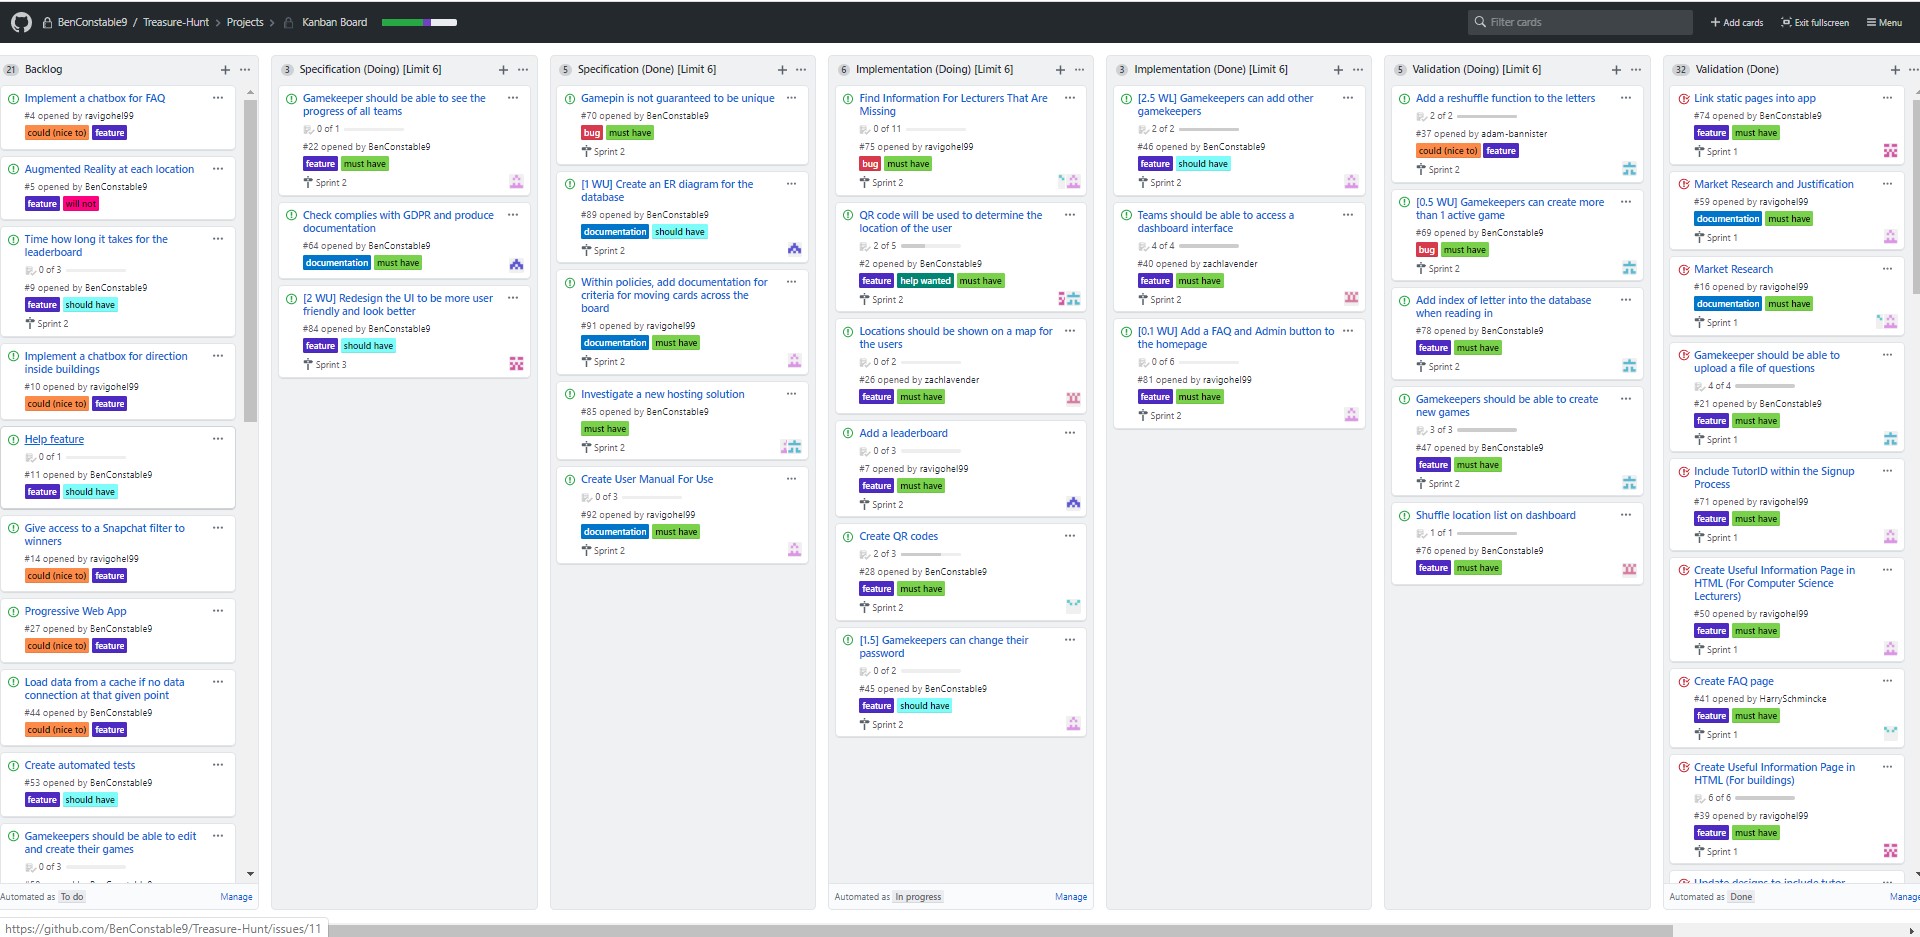 BenConstable9 / Treasure-Hunt Projects Kanban Board
Filter cards
Add cards
Exit fullscreen
Menu
21 Backlog
Implement a chatbox for FAQ
#4 opened by ravigohel99
could (nice to) feature
Augmented Reality at each location
#5 opened by BenConstable9
feature will not
Time how long it takes for the
leaderboard
0 of 3
#9 opened by BenConstable9
feature should have
Sprint 2
Implement a chatbox for direction
inside buildings
#10 opened by ravigohel99
could (nice to) feature
Help feature
0 of 1
#11 opened by BenConstable9
feature should have
Give access to a Snapchat filter to
winners
#14 opened by ravigohel99
could (nice to) feature
Progressive Web App
#27 opened by BenConstable9
could (nice to) feature
Load data from a cache if no data
connection at that given point
#44 opened by BenConstable9
could (nice to) feature
Create automated tests
#53 opened by BenConstable9
feature should have
Gamekeepers should be able to edit
and create their games
0 of 3
Automated as To do
Manage
3 Specification (Doing) [Limit 6]
Gamekeeper should be able to see the
progress of all teams
0 of 1
#22 opened by BenConstable9
feature must have
Sprint 2
Check complies with GDPR and produce
documentation
#64 opened by BenConstable9
documentation must have
[2 WU] Redesign the UI to be more user
friendly and look better
#84 opened by BenConstable9
feature should have
Sprint 3
5 Specification (Done) [Limit 6]
Gamepin is not guaranteed to be unique
#70 opened by BenConstable9
bug must have
Sprint 2
[1 WU] Create an ER diagram for the
database
#89 opened by BenConstable9
documentation should have
Sprint 2
Within policies, add documentation for
criteria for moving cards across the
board
#91 opened by ravigohel99
documentation must have
Sprint 2
Investigate a new hosting solution
#85 opened by BenConstable9
must have
Sprint 2
Create User Manual For Use
0 of 3
#92 opened by ravigohel99
documentation must have
Sprint 2
6 Implementation (Doing) [Limit 6]
Find Information For Lecturers That Are
Missing
0 of 11
#75 opened by ravigohel99
bug must have
Sprint 2
QR code will be used to determine the
location of the user
2 of 5
#2 opened by BenConstable9
feature help wanted must have
Sprint 2
Locations should be shown on a map for
the users
0 of 2
#26 opened by zachlavender
feature must have
Add a leaderboard
0 of 3
#7 opened by ravigohel99
feature must have
Sprint 2
Create QR codes
2 of 3
#28 opened by BenConstable9
feature must have
Sprint 2
[1.5] Gamekeepers can change their
password
0 of 2
#45 opened by BenConstable9
feature should have
Sprint 2
Automated as In progress
Manage
3 Implementation (Done) [Limit 6]
[2.5 WL] Gamekeepers can add other
gamekeepers
2 of 2
#46 opened by BenConstable9
feature should have
Sprint 2
Teams should be able to access a
dashboard interface
4 of 4
#40 opened by zachlavender
feature must have
Sprint 2
[0.1 WU] Add a FAQ and Admin button to
the homepage
0 of 6
#81 opened by ravigohel99
feature must have
Sprint 2
5 Validation (Doing) [Limit 6]
Add a reshuffle function to the letters
2 of 2
#37 opened by adam-bannister
could (nice to) feature
Sprint 2
[0.5 WU] Gamekeepers can create more
than 1 active game
#69 opened by BenConstable9
bug must have
Sprint 2
Add index of letter into the database
when reading in
#78 opened by BenConstable9
feature must have
Sprint 2
Gamekeepers should be able to create
new games
3 of 3
#47 opened by BenConstable9
feature must have
Sprint 2
Shuffle location list on dashboard
1 of 1
#76 opened by BenConstable9
feature must have
32 Validation (Done)
Link static pages into app
#74 opened by BenConstable9
feature must have
Sprint 1
Market Research and Justification
#59 opened by ravigohel99
documentation must have
Sprint 1
Market Research
#16 opened by ravigohel99
documentation must have
Sprint 1
Gamekeeper should be able to
upload a file of questions
4 of 4
#21 opened by BenConstable9
feature must have
Sprint 1
Include TutorID within the Signup
Process
#71 opened by ravigohel99
feature must have
Sprint 1
Create Useful Information Page in
HTML (For Computer Science
Lecturers)
#50 opened by ravigohel99
feature must have
Sprint 1
Create FAQ page
#41 opened by HarrySchmincke
feature must have
Sprint 1
Create Useful Information Page in
HTML (For buildings)
6 of 6
#39 opened by ravigohel99
feature must have
Sprint 1
Update designs to include tutor
Automated as Done
Manage
https://github.com/BenConstable9/Treasure-Hunt/issues/11